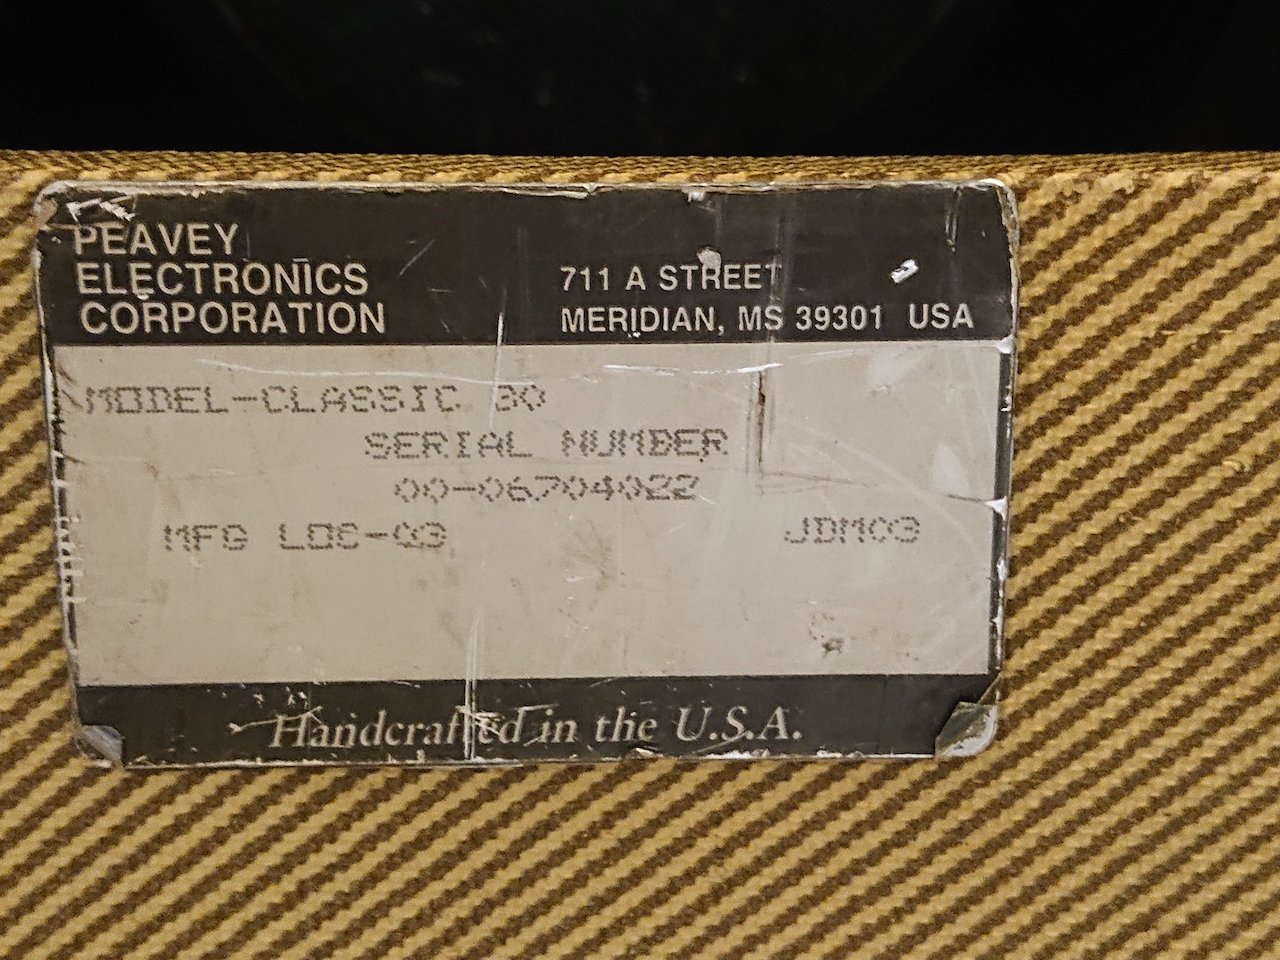 PEAVEY
ELECTRONICS
CORPORATION
711 A STREET
MERIDIAN, MS 39301 USA
MODEL-CLASSIC 30
SERIAL NUMBER
00-06704022
MFG LOC-03
JDM03
Handcrafted in the U.S.A.